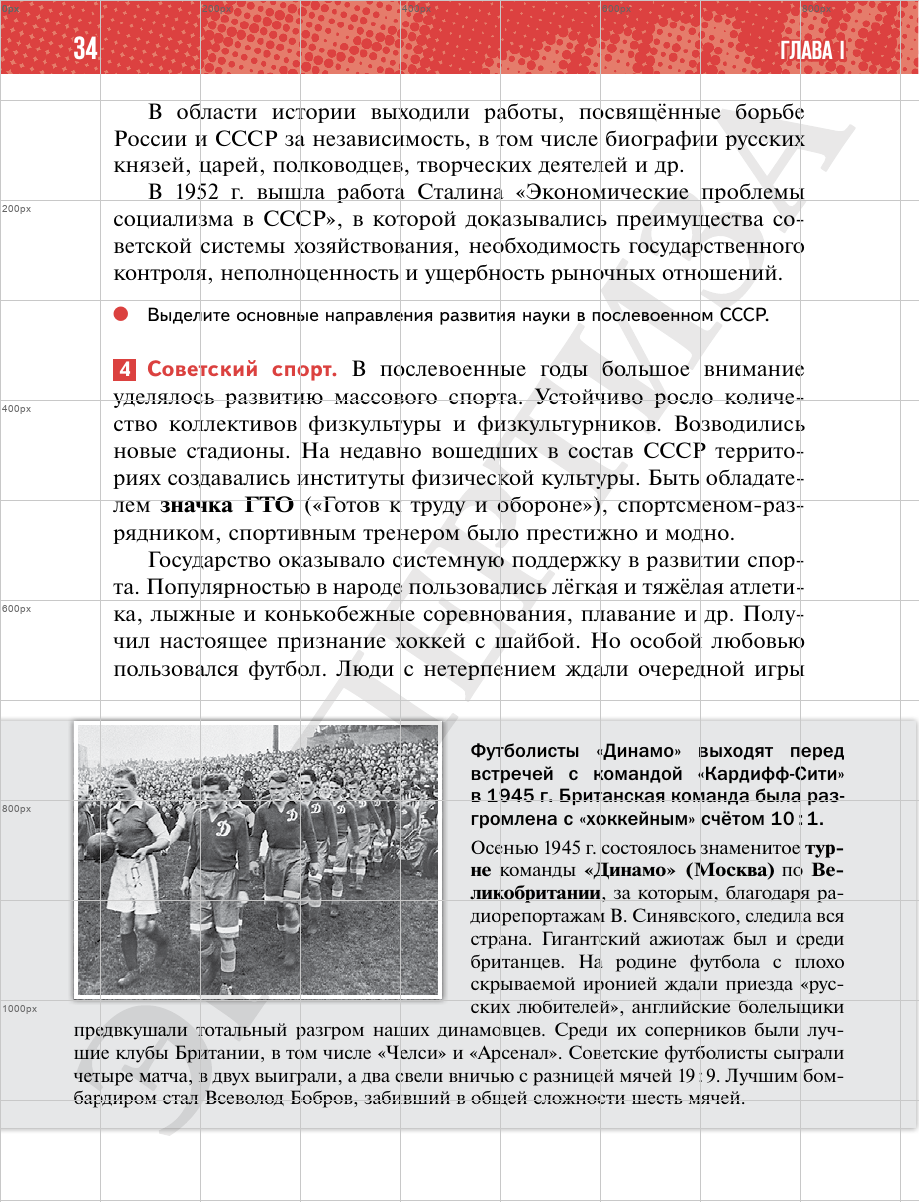 34
ГЛАВА I
В области истории выходили работы, посвящённые борьбе
России и СССР за независимость, в том числе биографии русских
князей, царей, полководцев, творческих деятелей и др.
В 1952 г. вышла работа Сталина «Экономические проблемы
социализма в СССР», в которой доказывались преимущества со-
ветской системы хозяйствования, необходимость государственного
контроля, неполноценность и ущербность рыночных отношений.
Выделите основные направления развития науки в послевоенном СССР.
4 Советский спорт. В послевоенные годы большое внимание
уделялось развитию массового спорта. Устойчиво росло количе-
ство коллективов физкультуры и физкультурников. Возводились
новые стадионы. На недавно вошедших в состав СССР террито-
риях создавались институты физической культуры. Быть обладате-
лем значка ГТО («Готов к труду и обороне»), спортсменом-раз-
рядником, спортивным тренером было престижно и модно.
Государство оказывало системную поддержку в развитии спор-
та. Популярностью в народе пользовались лёгкая и тяжёлая атлети-
ка, лыжные и конькобежные соревнования, плавание и др. Полу-
чил настоящее признание хоккей с шайбой. Но особой любовью
пользовался футбол. Люди с нетерпением ждали очередной игры
Футболисты «Динамо» выходят перед
встречей с командой «Кардифф-Сити»
в 1945 г. Британская команда была раз-
громлена с «хоккейным» счётом 10 : 1.
Осенью 1945 г. состоялось знаменитое тур-
не команды «Динамо» (Москва) по Ве-
ликобритании, за которым, благодаря ра-
диорепортажам В. Синявского, следила вся
страна. Гигантский ажиотаж был и среди
британцев. На родине футбола с плохо
скрываемой иронией ждали приезда «рус-
ских любителей», английские болельщики
предвкушали тотальный разгром наших динамовцев. Среди их соперников были луч-
шие клубы Британии, в том числе «Челси» и «Арсенал». Советские футболисты сыграли
четыре матча, в двух выиграли, а два свели вничью с разницей мячей 19 : 9. Лучшим бом-
бардиром стал Всеволод Бобров, забивший в общей сложности шесть мячей.
ЭКСПЕРТИЗА
200px
400px
600px
800px
1000px
Д
Д